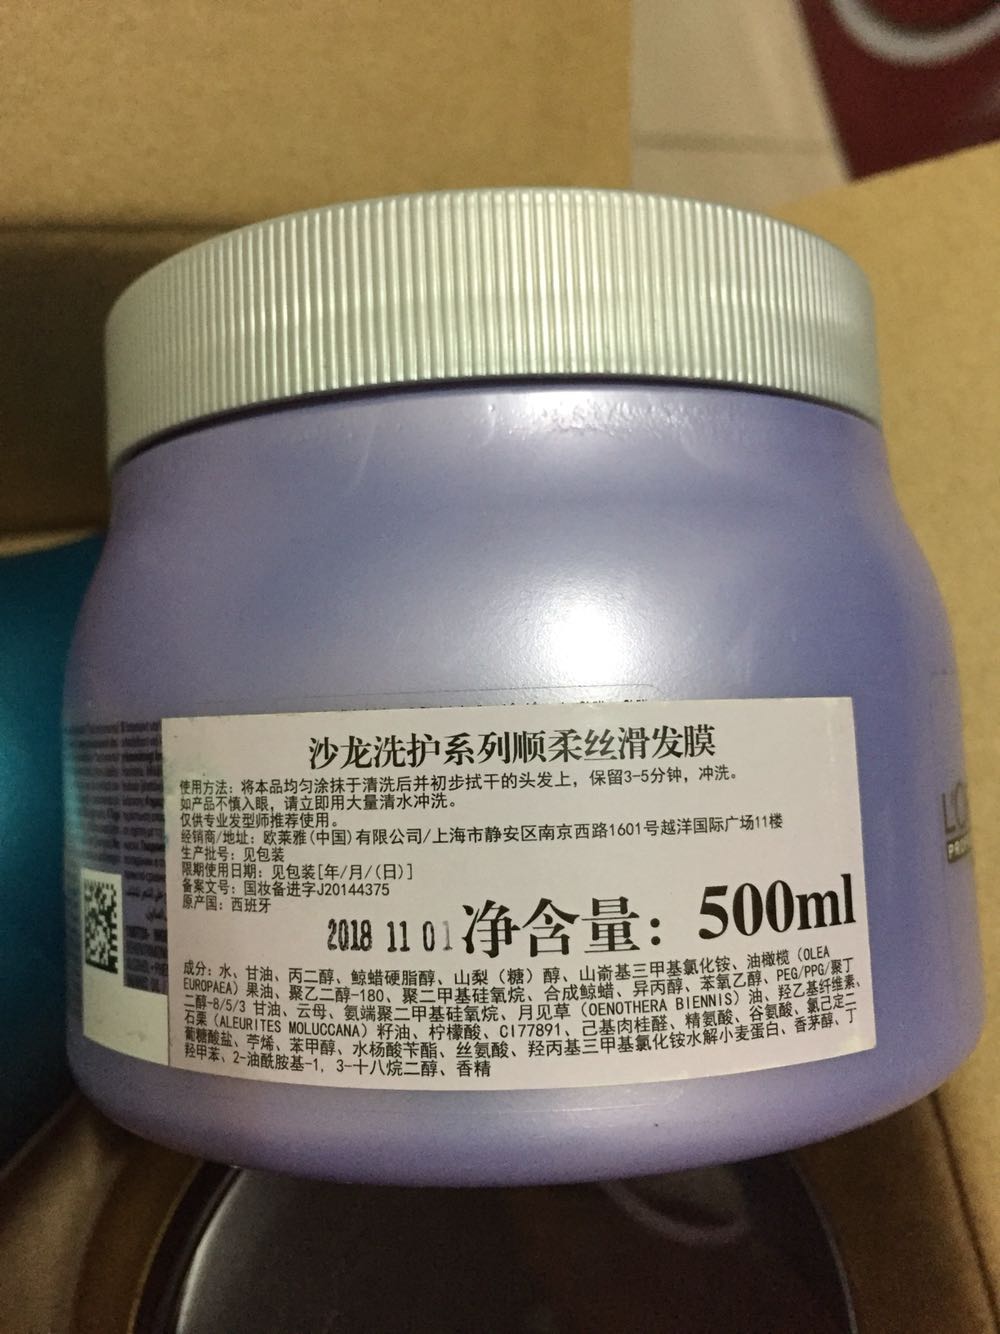 沙龙洗护系列顺柔丝滑发膜
使用方法：将本品均匀涂抹于清洗后并初步拭干的头发上，保留3-5分钟，冲洗。
如产品不慎入眼，请立即用大量清水冲洗。
仅供专业发型师推荐使用。
经销商/地址：欧莱雅(中国)有限公司/上海市静安区南京西路1601号越洋国际广场11楼
生产批号：见包装
限期使用日期：见包装[年/月/(日)]
备案文号：国妆备进字J20144375
原产国：西班牙
2018 11 01
净含量：500ml
成分：水、甘油、丙二醇、鲸蜡硬脂醇、山梨（糖）醇、山嵛基三甲基氯化铵、油橄榄（OLEA
EUROPAEA）果油、聚乙二醇-180、聚二甲基硅氧烷、合成鲸蜡、异丙醇、苯氧乙醇、PEG/PPG/聚丁
二醇-8/5/3 甘油、云母、氨端聚二甲基硅氧烷、月见草（OENOTHERA BIENNIS）油、羟乙基纤维素、
石栗（ALEURITES MOLUCCANA）籽油、柠檬酸、CI77891、己基肉桂醛、精氨酸、谷氨酸、氯己定二
葡糖酸盐、苧烯、苯甲醇、水杨酸苄酯、丝氨酸、羟丙基三甲基氯化铵水解小麦蛋白、香茅醇、丁
羟甲苯、2-油酰胺基-1, 3-十八烷二醇、香精